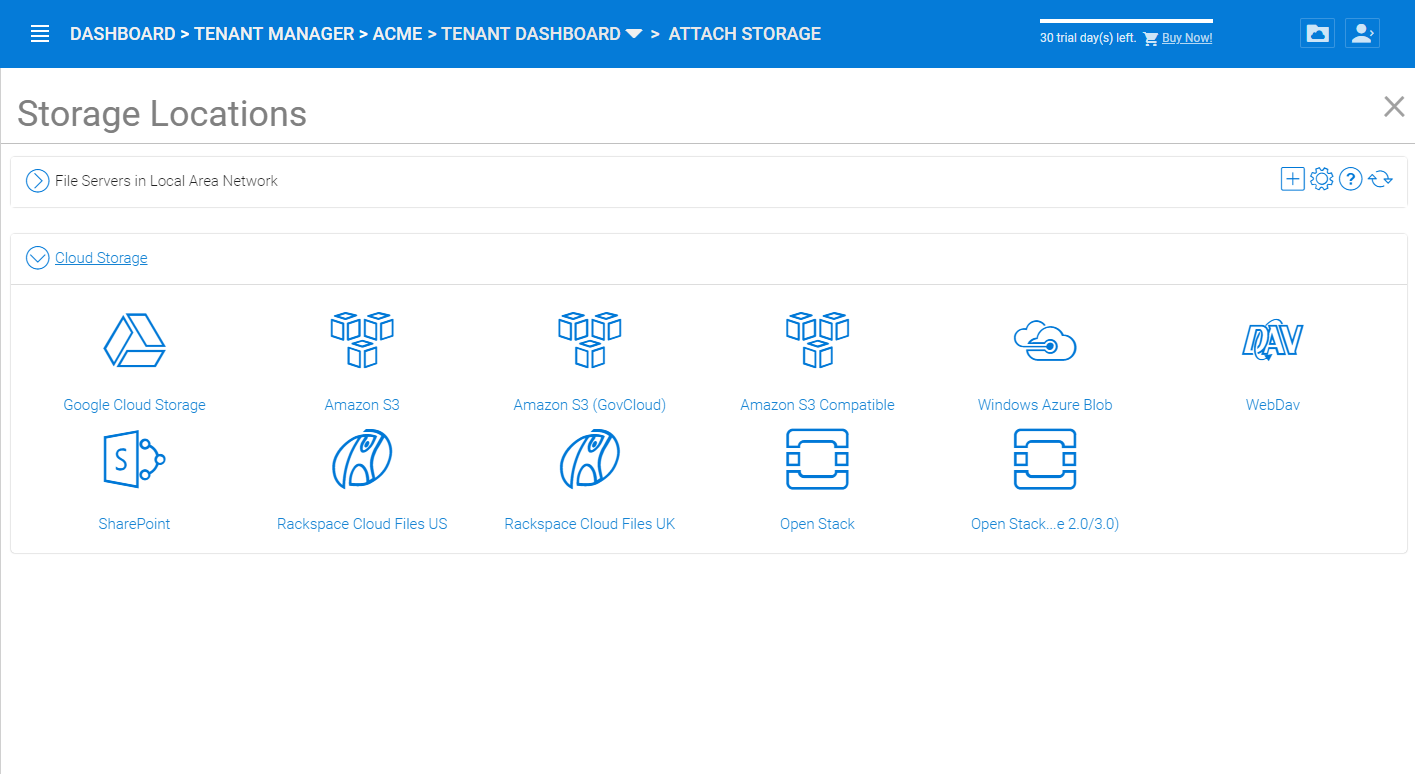 DASHBOARD > TENANT MANAGER > ACME > TENANT DASHBOARD > ATTACH STORAGE
30 trial day(s) left. Buy Now!
Storage Locations
File Servers in Local Area Network
?
Cloud Storage
DAV
Google Cloud Storage Amazon S3 Amazon S3 (GovCloud) Amazon S3 Compatible Windows Azure Blob WebDav
S
SharePoint Rackspace Cloud Files US Rackspace Cloud Files UK Open Stack Open Stack...e 2.0/3.0)